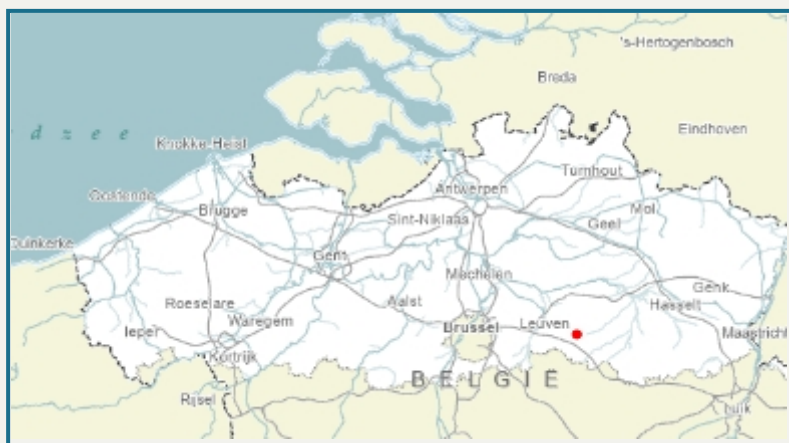 's-Hertogenbosch
Breda
Eindhoven
d z e e
Knokke-Heist
Turnhout
Antwerpen
Oostende
Brugge
Sint-Niklaas
Geel
Mol
Duinkerke
Gent
Mechelen
Genk
Roeselare
Aalst
Hasselt
Ieper
Waregem
Brussel
Leuven
Maastricht
Kortrijk
BELGIË
Rijsel
Luik